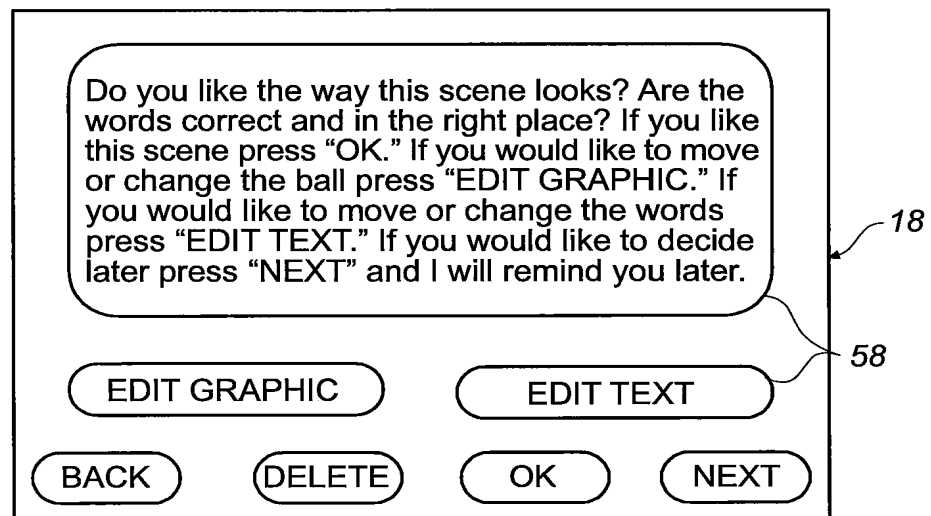 Do you like the way this scene looks? Are the
words correct and in the right place? If you like
this scene press “OK.” If you would like to move
or change the ball press “EDIT GRAPHIC.” If
you would like to move or change the words
press “EDIT TEXT.” If you would like to decide
later press “NEXT” and I will remind you later.
18
58
EDIT GRAPHIC
EDIT TEXT
BACK
DELETE
OK
NEXT